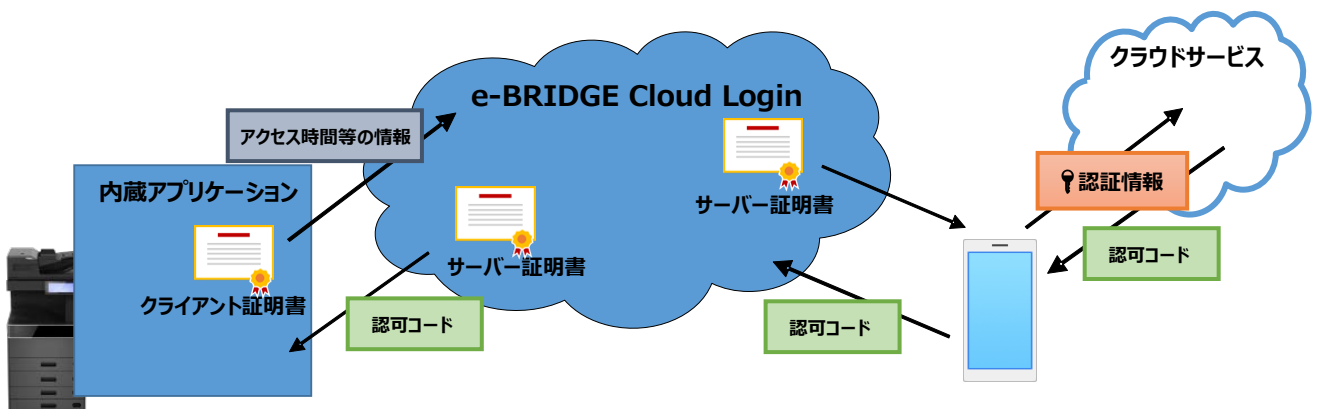 クラウドサービス
e-BRIDGE Cloud Login
アクセス時間等の情報
内蔵アプリケーション
認証情報
サーバー証明書
サーバー証明書
認可コード
クライアント証明書
認可コード
認可コード